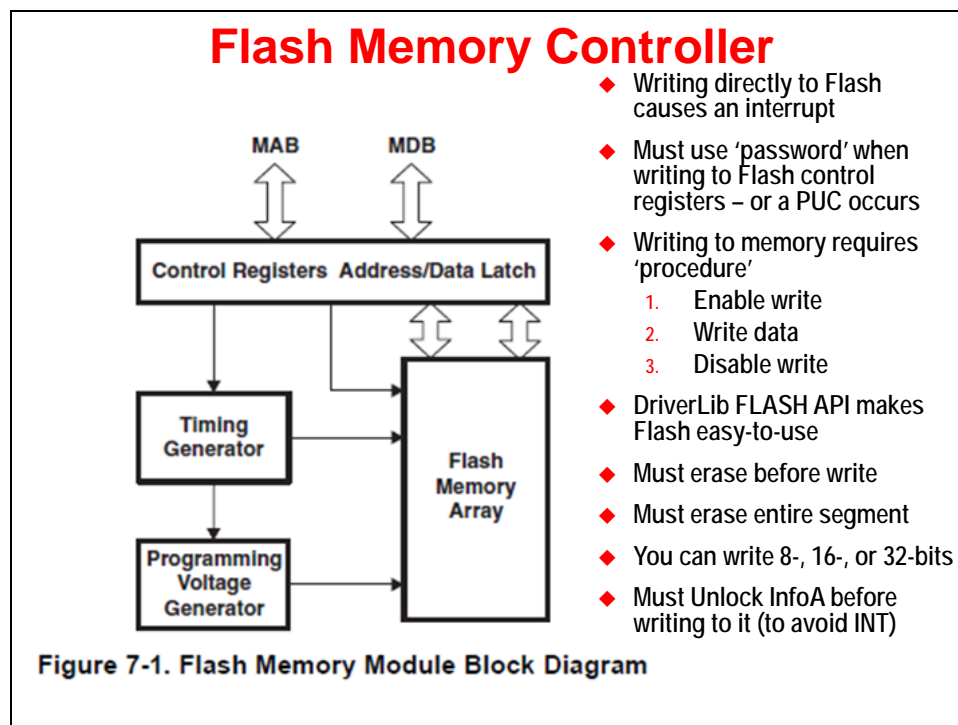 Flash Memory Controller
MAB
MDB
Control Registers Address/Data Latch
Timing
Generator
Flash
Memory
Array
Programming
Voltage
Generator
Figure 7-1. Flash Memory Module Block Diagram
◆ Writing directly to Flash
causes an interrupt
◆ Must use ‘password’ when
writing to Flash control
registers – or a PUC occurs
◆ Writing to memory requires
‘procedure’
1. Enable write
2. Write data
3. Disable write
◆ DriverLib FLASH API makes
Flash easy-to-use
◆ Must erase before write
◆ Must erase entire segment
◆ You can write 8-, 16-, or 32-bits
◆ Must Unlock InfoA before
writing to it (to avoid INT)